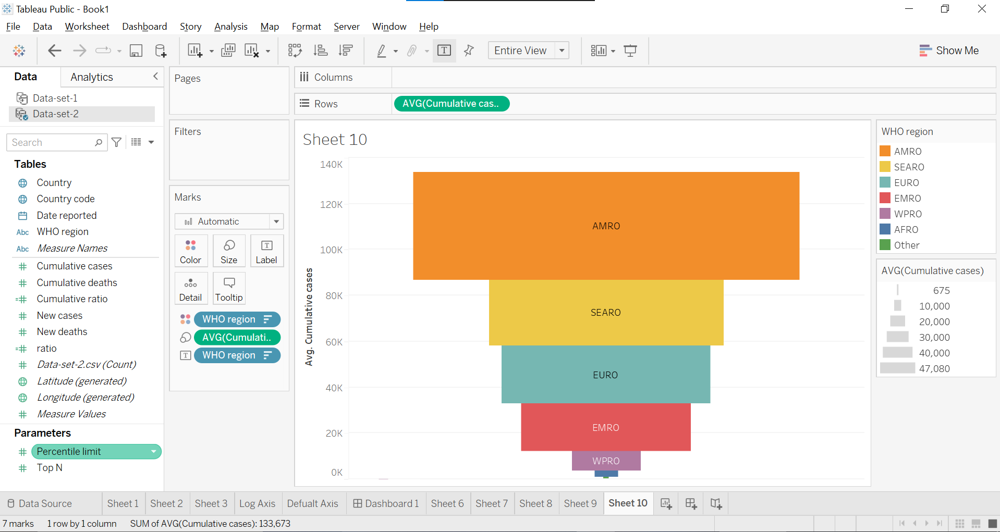 Tableau Public - Book1
File Data Worksheet Dashboard Story Analysis Map Format Server Window Help
Entire View
Show Me
Data
Analytics
Data-set-1
Data-set-2
Search
Tables
Country
Country code
Date reported
Abc WHO region
Abc Measure Names
Cumulative cases
Cumulative deaths
Cumulative ratio
New cases
New deaths
ratio
Data-set-2.csv (Count)
Latitude (generated)
Longitude (generated)
Measure Values
Parameters
Percentile limit
Top N
Pages
Filters
Marks
Automatic
Color Size Label
Detail Tooltip
WHO region
AVG(Cumulati..
WHO region
Columns
Rows
AVG(Cumulative cas..
Sheet 10
Avg. Cumulative cases
140K
120K
100K
80K
60K
40K
20K
0K
AMRO
SEARO
EURO
EMRO
WPRO
WHO region
AMRO
SEARO
EURO
EMRO
WPRO
AFRO
Other
AVG(Cumulative cases)
675
10,000
20,000
30,000
40,000
47,080
Data Source Sheet 1 Sheet 2 Sheet 3 Log Axis Defualt Axis Dashboard 1 Sheet 6 Sheet 7 Sheet 8 Sheet 9 Sheet 10
7 marks 1 row by 1 column SUM of AVG(Cumulative cases): 133,673